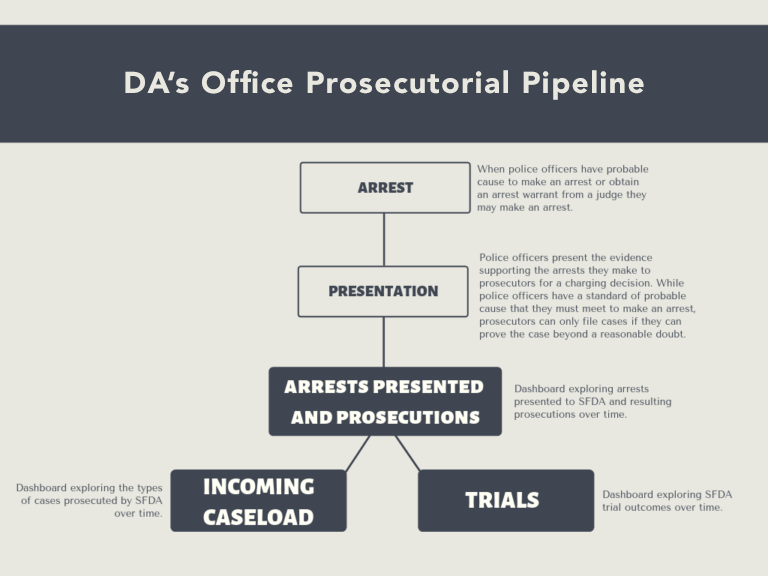 DA’s Office Prosecutorial Pipeline
ARREST
When police officers have probable
cause to make an arrest or obtain
an arrest warrant from a judge they
may make an arrest.
PRESENTATION
Police officers present the evidence
supporting the arrests they make to
prosecutors for a charging decision. While
police officers have a standard of probable
cause that they must meet to make an arrest,
prosecutors can only file cases if they can
prove the case beyond a reasonable doubt.
ARRESTS PRESENTED
AND PROSECUTIONS
Dashboard exploring arrests
presented to SFDA and resulting
prosecutions over time.
Dashboard exploring the types
of cases prosecuted by SFDA
over time.
INCOMING
CASELOAD
TRIALS
Dashboard exploring SFDA
trial outcomes over time.